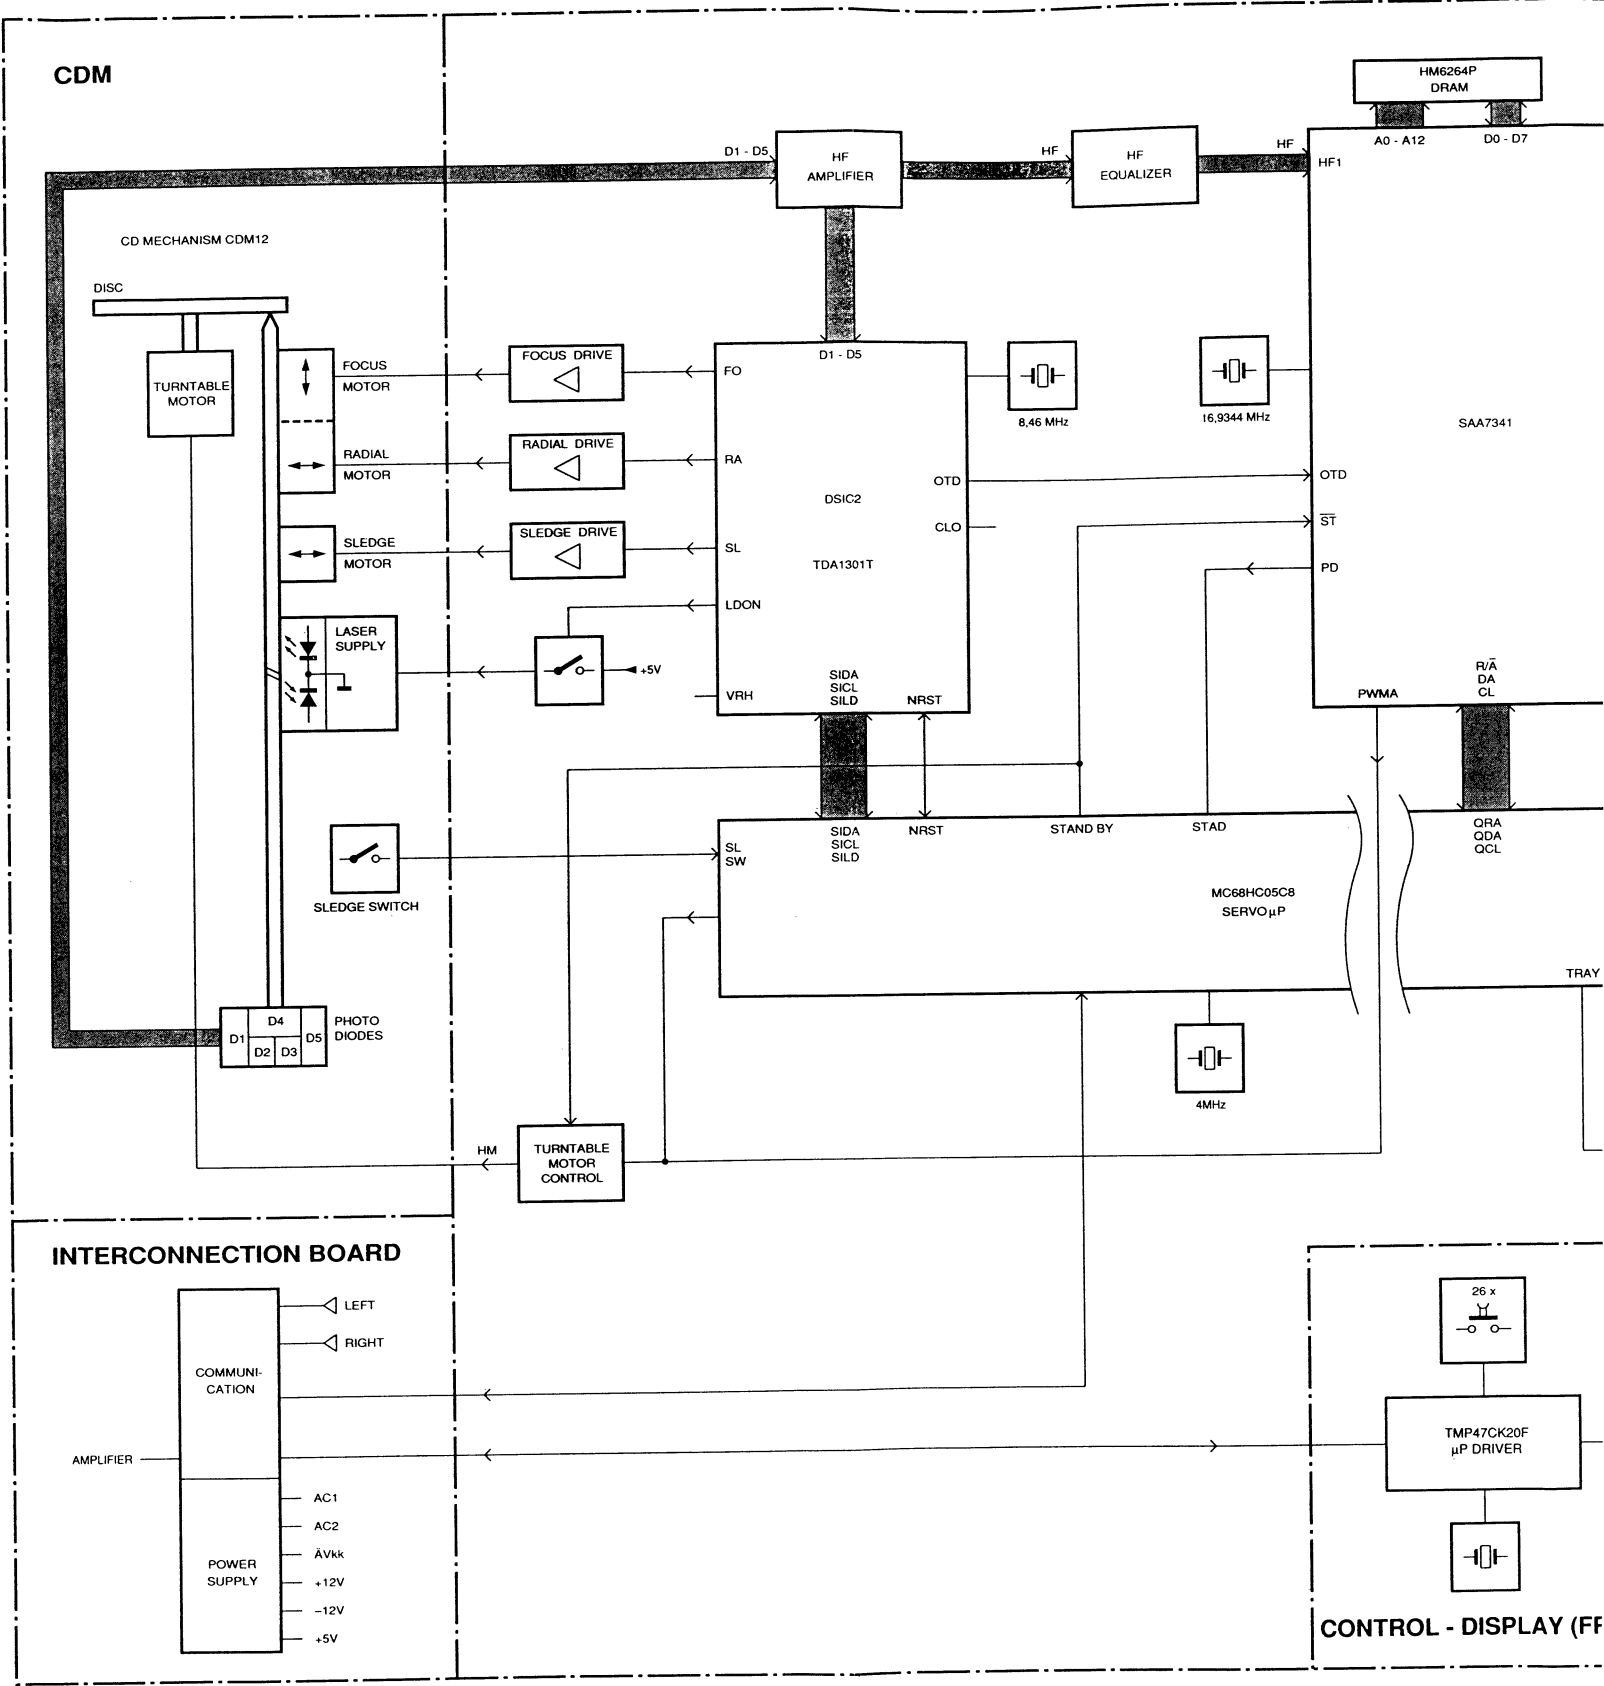 CDM
HM6264P
DRAM
A0 - A12
D0 - D7
D1 - D5
HF
AMPLIFIER
HF
HF
EQUALIZER
HF
HF1
CD MECHANISM CDM12
DISC
TURNTABLE
MOTOR
FOCUS
MOTOR
RADIAL
MOTOR
SLEDGE
MOTOR
LASER
SUPPLY
FOCUS DRIVE
RADIAL DRIVE
SLEDGE DRIVE
+5V
D1 - D5
FO
RA
SL
LDON
VRH
OTD
CLO
DSIC2
TDA1301T
SIDA
SICL
SILD
NRST
8,46 MHz
16,9344 MHz
SAA7341
OTD
S̅T̅
PD
PWMA
R/A̅
DA
CL
SLEDGE SWITCH
SL
SW
SIDA
SICL
SILD
NRST
STAND BY
STAD
QRA
QDA
QCL
MC68HC05C8
SERVO µP
TRAY
4MHz
D1
D4
D2
D3
D5
PHOTO
DIODES
HM
TURNTABLE
MOTOR
CONTROL
INTERCONNECTION BOARD
LEFT
RIGHT
COMMUNI-
CATION
AMPLIFIER
POWER
SUPPLY
AC1
AC2
ÄVkk
+12V
–12V
+5V
26 x
TMP47CK20F
µP DRIVER
CONTROL - DISPLAY (FF